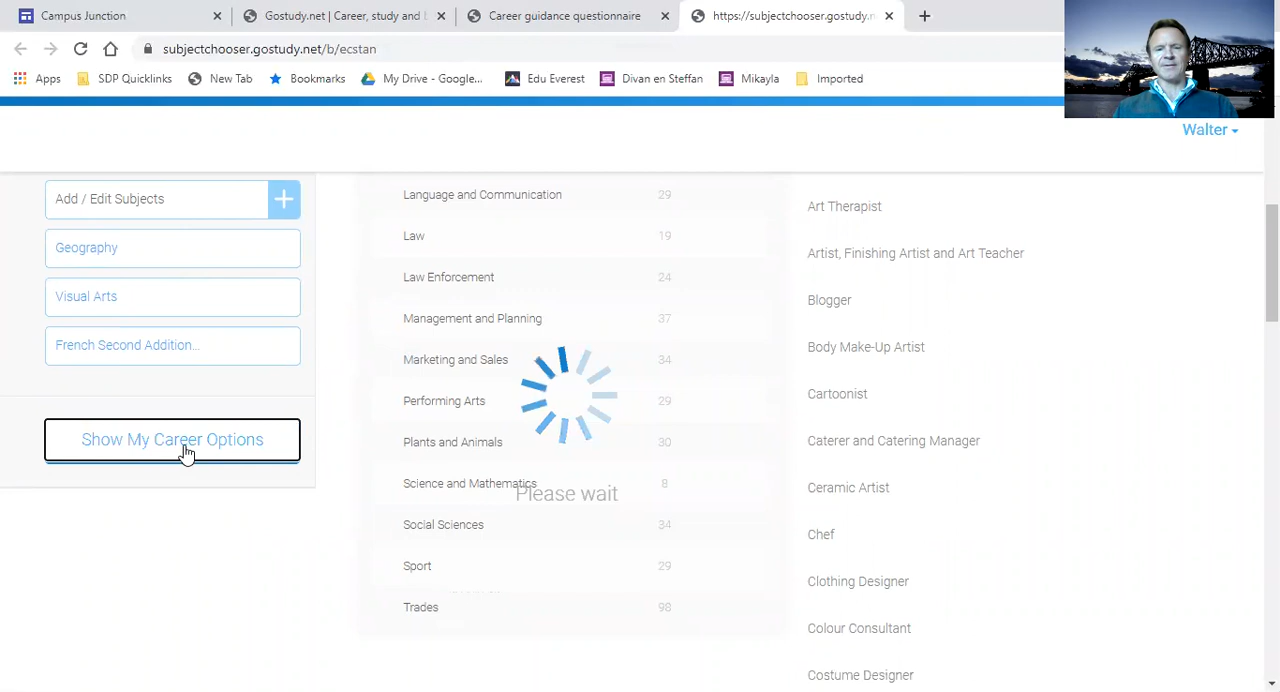 Campus Junction
Gostudy.net | Career, study and b
Career guidance questionnaire
https://subjectchooser.gostudy.n
subjectchooser.gostudy.net/b/ecstan
Apps
SDP Quicklinks
New Tab
Bookmarks
My Drive - Google...
Edu Everest
Divan en Steffan
Mikayla
Imported
Walter
Add / Edit Subjects
Geography
Visual Arts
French Second Addition...
Show My Career Options
Language and Communication 29
Law 19
Law Enforcement 24
Management and Planning 37
Marketing and Sales 34
Performing Arts 29
Plants and Animals 30
Science and Mathematics 8
Please wait
Social Sciences 34
Sport 29
Trades 98
Art Therapist
Artist, Finishing Artist and Art Teacher
Blogger
Body Make-Up Artist
Cartoonist
Caterer and Catering Manager
Ceramic Artist
Chef
Clothing Designer
Colour Consultant
Costume Designer